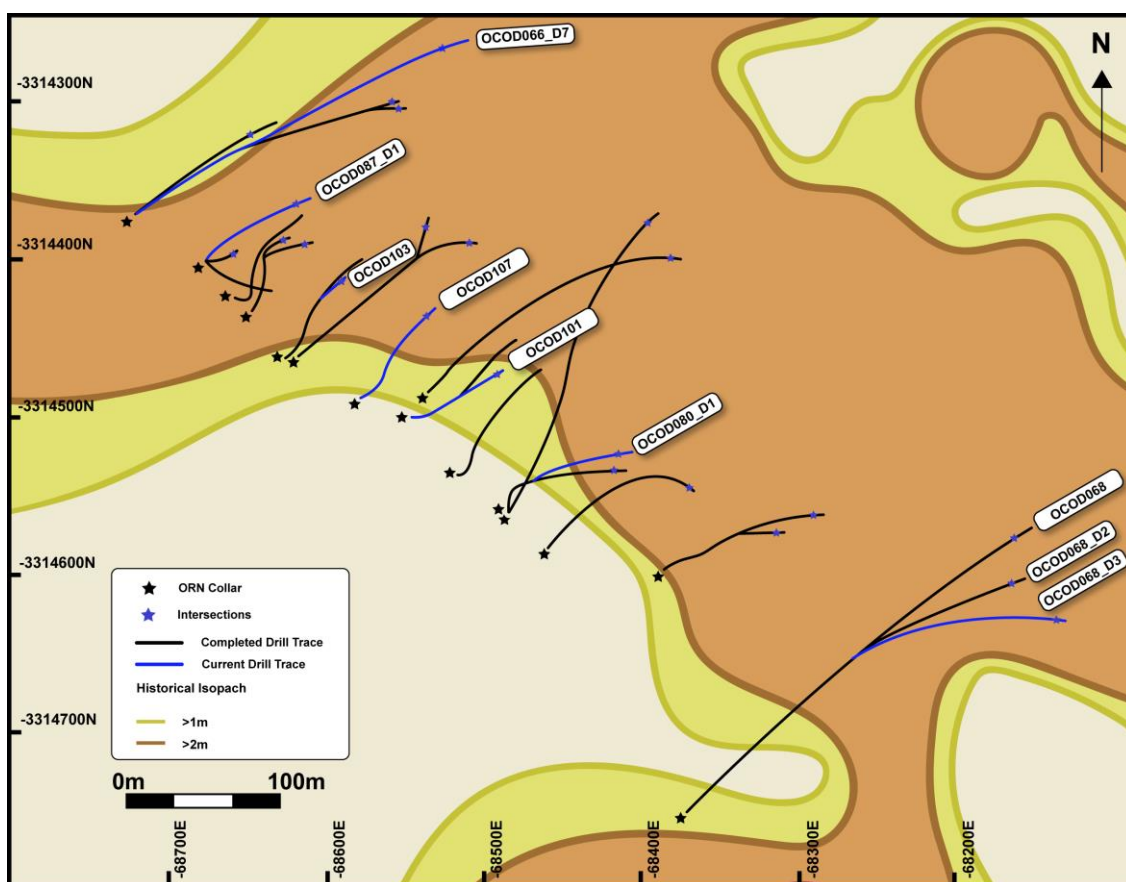 OCOD066_D7
N
-3314300N
OCOD087_D1
-3314400N
OCOD103
OCOD107
OCOD101
-3314500N
OCOD080_D1
OCOD068
OCOD068_D2
OCOD068_D3
-3314600N
ORN Collar
Intersections
Completed Drill Trace
Current Drill Trace
Historical Isopach
>1m
>2m
-3314700N
0m 100m
-68700E
-68600E
-68500E
-68400E
-68300E
-68200E